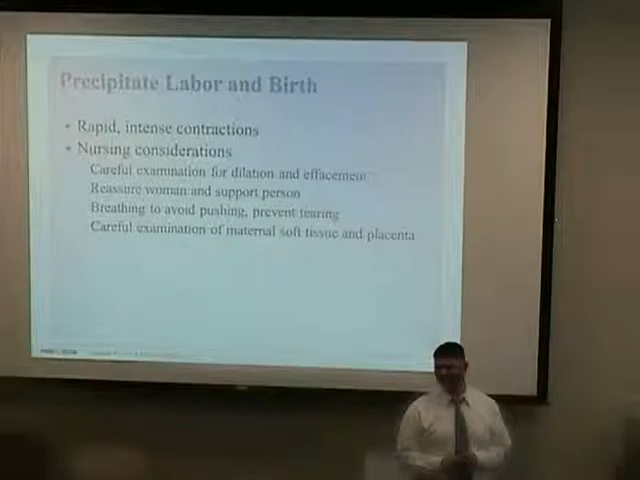 Precipitate Labor and Birth
• Rapid, intense contractions
• Nursing considerations
Careful examination for dilation and effacement
Reassure woman and support person
Breathing to avoid pushing, prevent tearing
Careful examination of maternal soft tissue and placenta